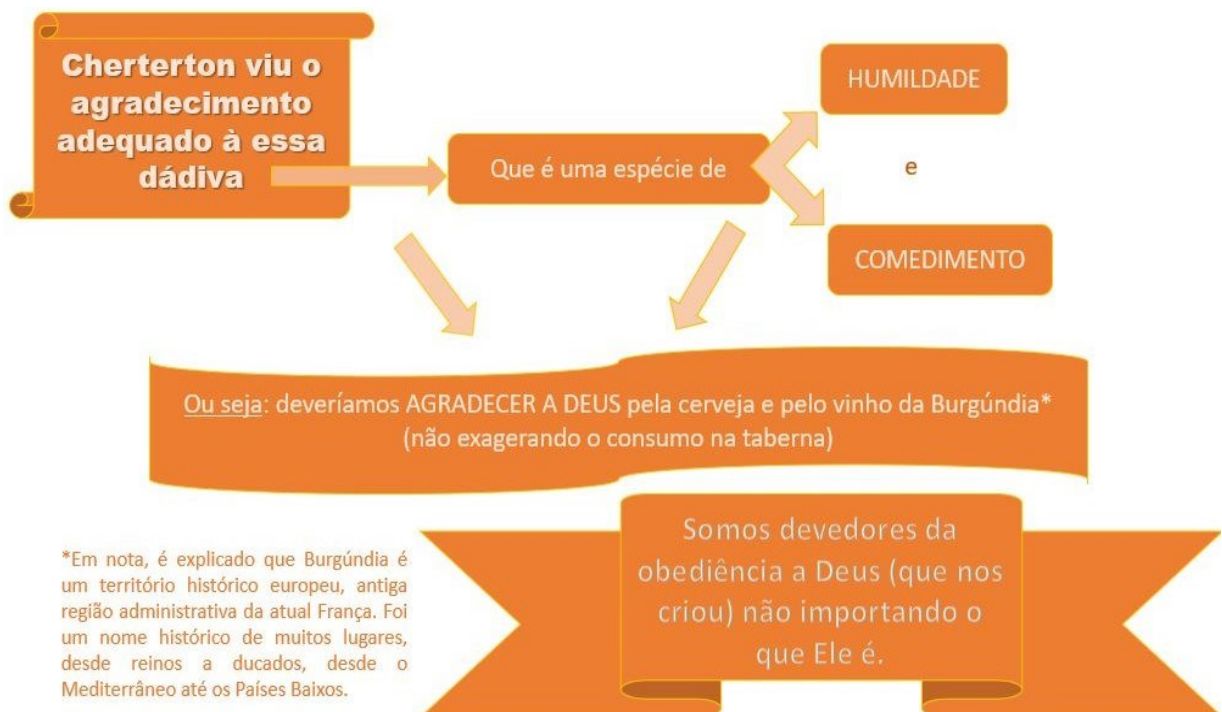 Cherterton viu o
agradecimento
adequado à essa
dádiva
Que é uma espécie de
HUMILDADE
e
COMEDIMENTO
Ou seja: deveríamos AGRADECER A DEUS pela cerveja e pelo vinho da Burgúndia*
(não exagerando o consumo na taberna)
*Em nota, é explicado que Burgúndia é
um território histórico europeu, antiga
região administrativa da atual França. Foi
um nome histórico de muitos lugares,
desde reinos a ducados, desde o
Mediterrâneo até os Países Baixos.
Somos devedores da
obediência a Deus (que nos
criou) não importando o
que Ele é.